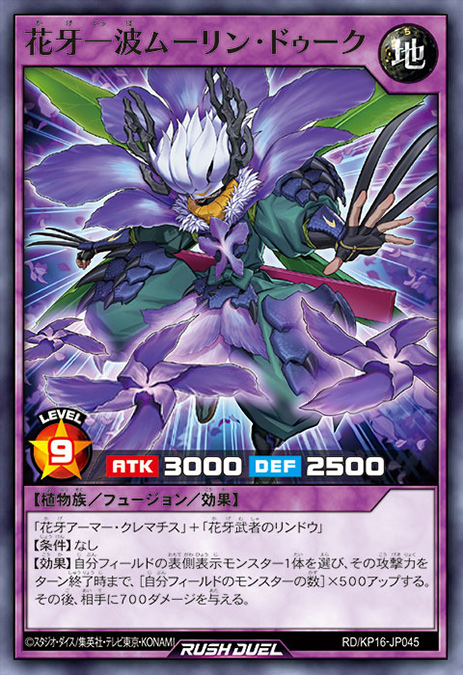 花牙一波ムーリン・ドゥーク
地
LEVEL
9
ATK 3000 DEF 2500
【植物族／フュージョン／効果】
「花牙アーマー・クレマチス」＋「花牙武者のリンドウ」
【条件】なし
【効果】自分フィールドの表側表示モンスター1体を選び、その攻撃力を
ターン終了時まで、［自分フィールドのモンスターの数］×500アップする。
その後、相手に700ダメージを与える。
©スタジオ・ダイス/集英社・テレビ東京・KONAMI
RUSH DUEL
RD/KP16-JP045